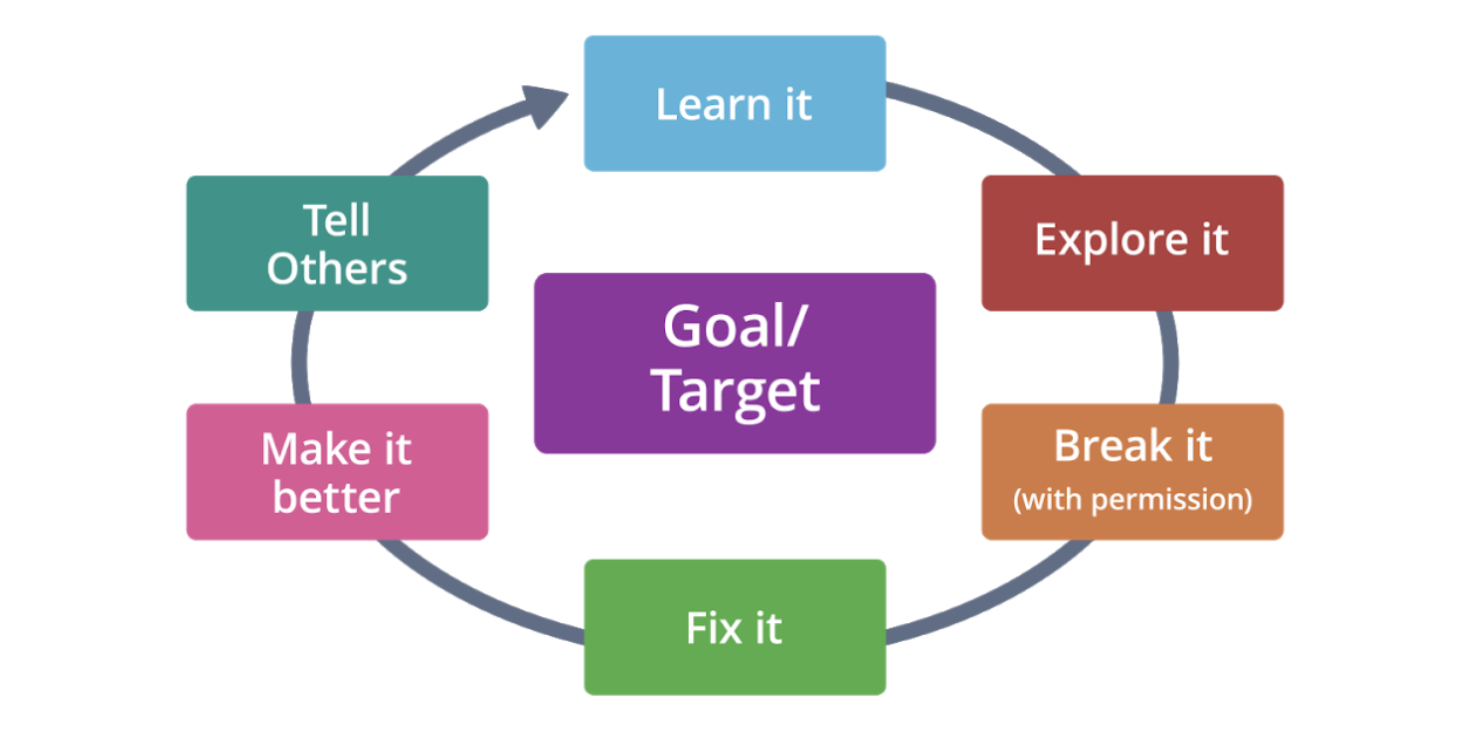 Learn it
Explore it
Break it
(with permission)
Fix it
Make it
better
Tell
Others
Goal/
Target